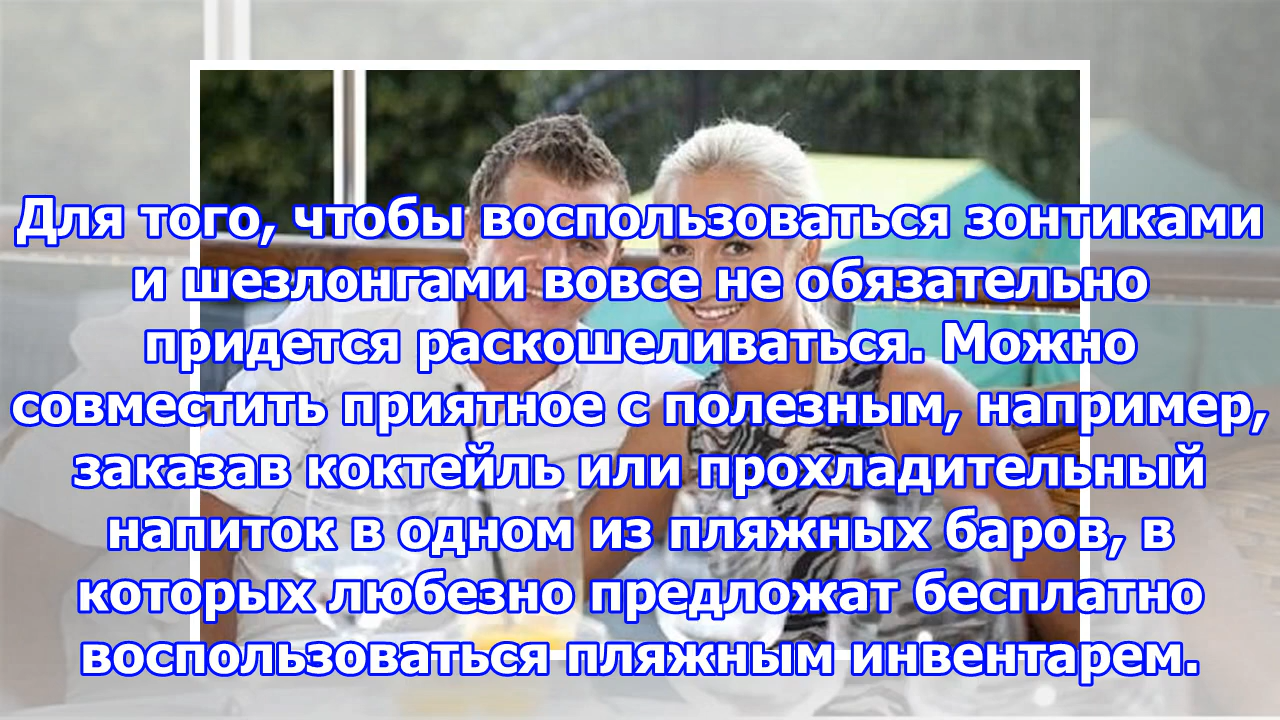 Для того, чтобы воспользоваться зонтиками
и шезлонгами вовсе не обязательно
придется раскошеливаться. Можно
совместить приятное с полезным, например,
заказав коктейль или прохладительный
напиток в одном из пляжных баров, в
которых любезно предложат бесплатно
воспользоваться пляжным инвентарем.